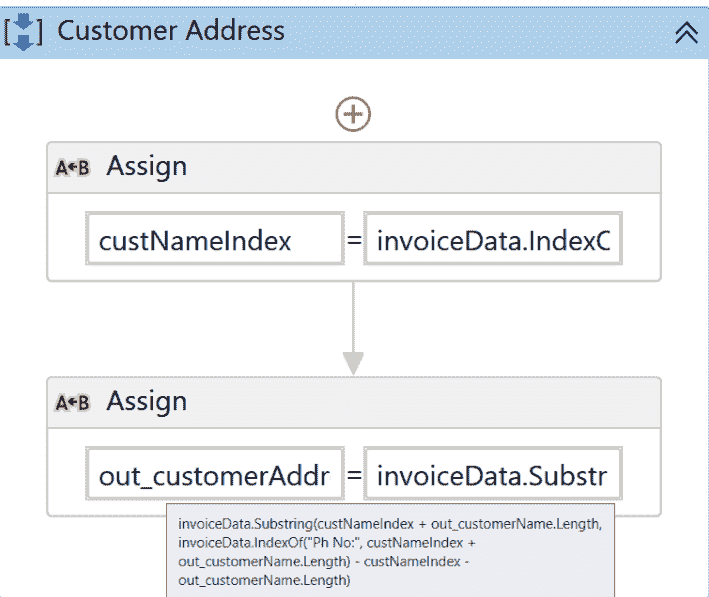 Customer Address
A←B Assign
custNameIndex = invoiceData.IndexC
A←B Assign
out_customerAddr = invoiceData.Substr
invoiceData.Substring(custNameIndex + out_customerName.Length,
invoiceData.IndexOf("Ph No:", custNameIndex +
out_customerName.Length) - custNameIndex -
out_customerName.Length)